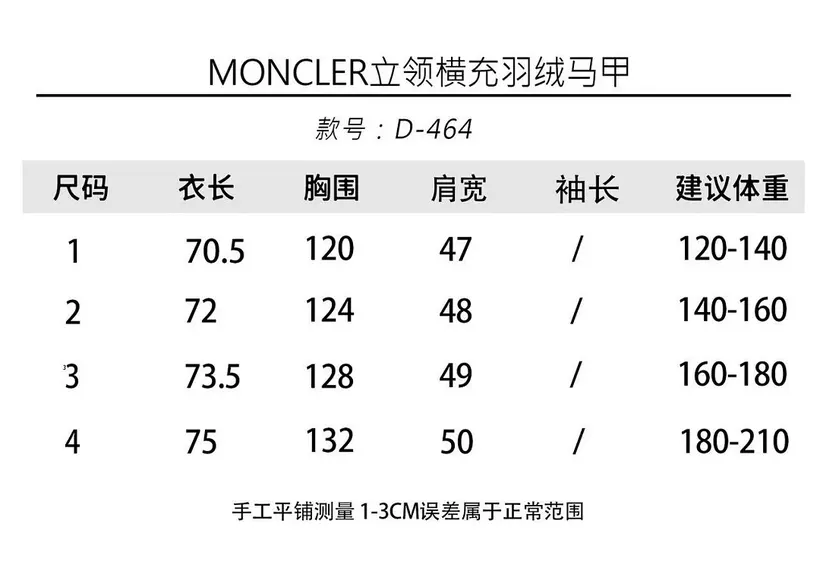 MONCLER立领横充羽绒马甲
款号：D-464
尺码 衣长 胸围 肩宽 袖长 建议体重
1 70.5 120 47 / 120-140
2 72 124 48 / 140-160
3 73.5 128 49 / 160-180
4 75 132 50 / 180-210
手工平铺测量 1-3CM误差属于正常范围